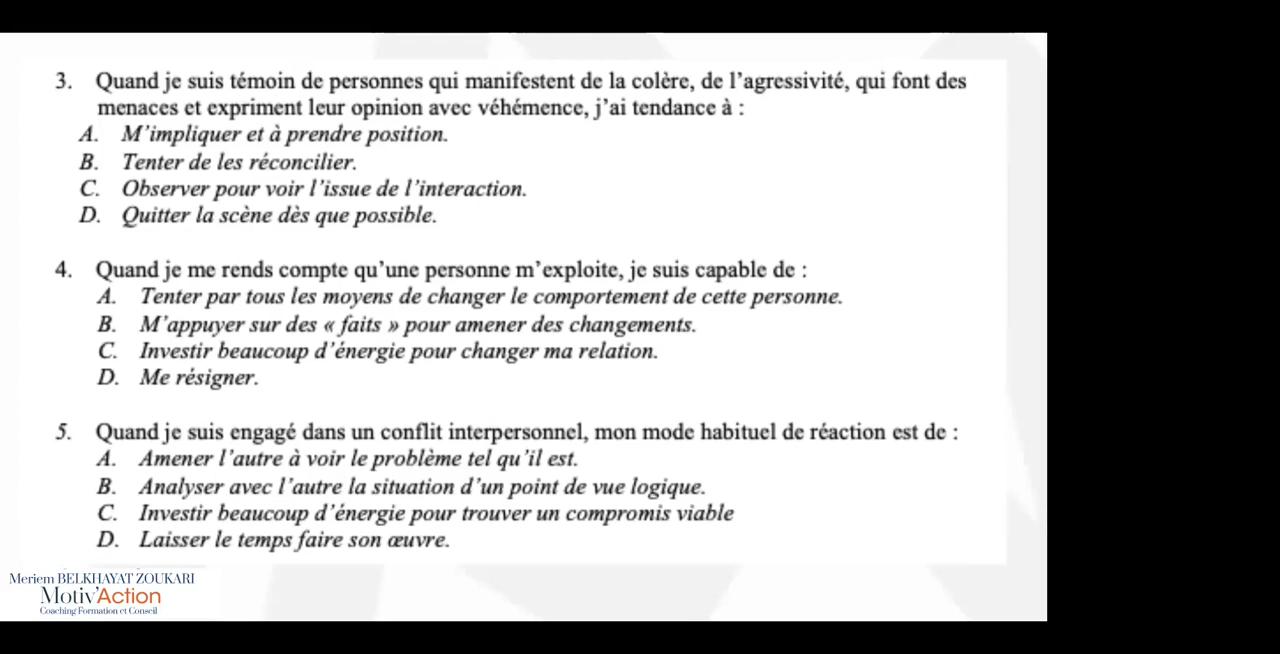 3. Quand je suis témoin de personnes qui manifestent de la colère, de l’agressivité, qui font des
menaces et expriment leur opinion avec véhémence, j’ai tendance à :
A. M’impliquer et à prendre position.
B. Tenter de les réconcilier.
C. Observer pour voir l’issue de l’interaction.
D. Quitter la scène dès que possible.
4. Quand je me rends compte qu’une personne m’exploite, je suis capable de :
A. Tenter par tous les moyens de changer le comportement de cette personne.
B. M’appuyer sur des « faits » pour amener des changements.
C. Investir beaucoup d’énergie pour changer ma relation.
D. Me résigner.
5. Quand je suis engagé dans un conflit interpersonnel, mon mode habituel de réaction est de :
A. Amener l’autre à voir le problème tel qu’il est.
B. Analyser avec l’autre la situation d’un point de vue logique.
C. Investir beaucoup d’énergie pour trouver un compromis viable
D. Laisser le temps faire son œuvre.
Meriem BELKHAYAT ZOUKARI
Motiv'Action
Coaching Formation et Conseil